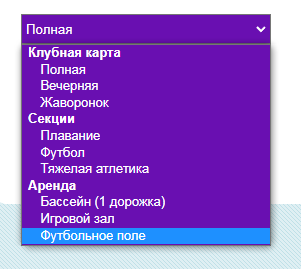 Полная
Клубная карта
Полная
Вечерняя
Жаворонок
Секции
Плавание
Футбол
Тяжелая атлетика
Аренда
Бассейн (1 дорожка)
Игровой зал
Футбольное поле